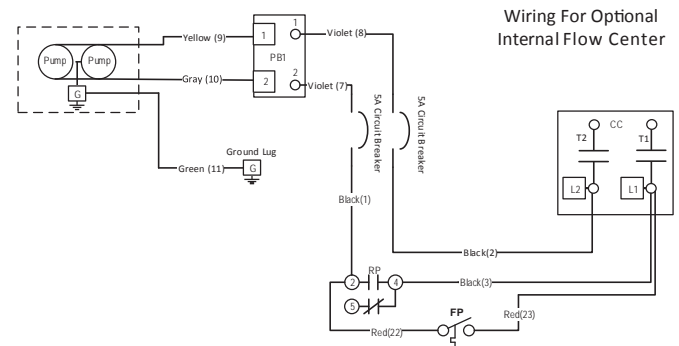 Wiring For Optional
Internal Flow Center
Yellow (9)
1
1
Violet (8)
PB1
Pump
Pump
Gray (10)
2
2
Violet (7)
G
5A Circuit Breaker
5A Circuit Breaker
CC
T2
T1
Ground Lug
Green (11)
G
L2
L1
Black(1)
Black(2)
RP
2
4
Black(3)
5
FP
Red(23)
Red(22)